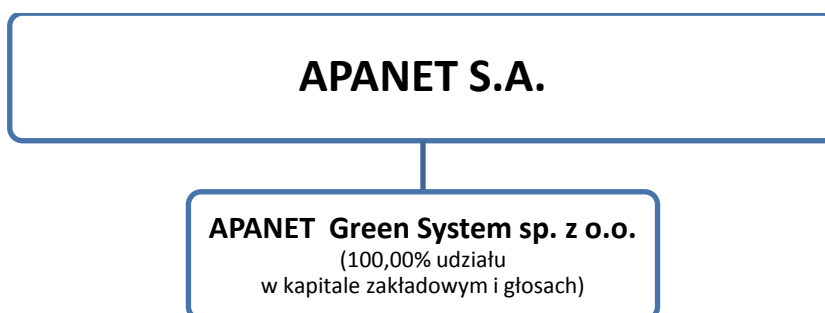 APANET S.A.
APANET Green System sp. z o.o.
(100,00% udziału
w kapitale zakładowym i głosach)